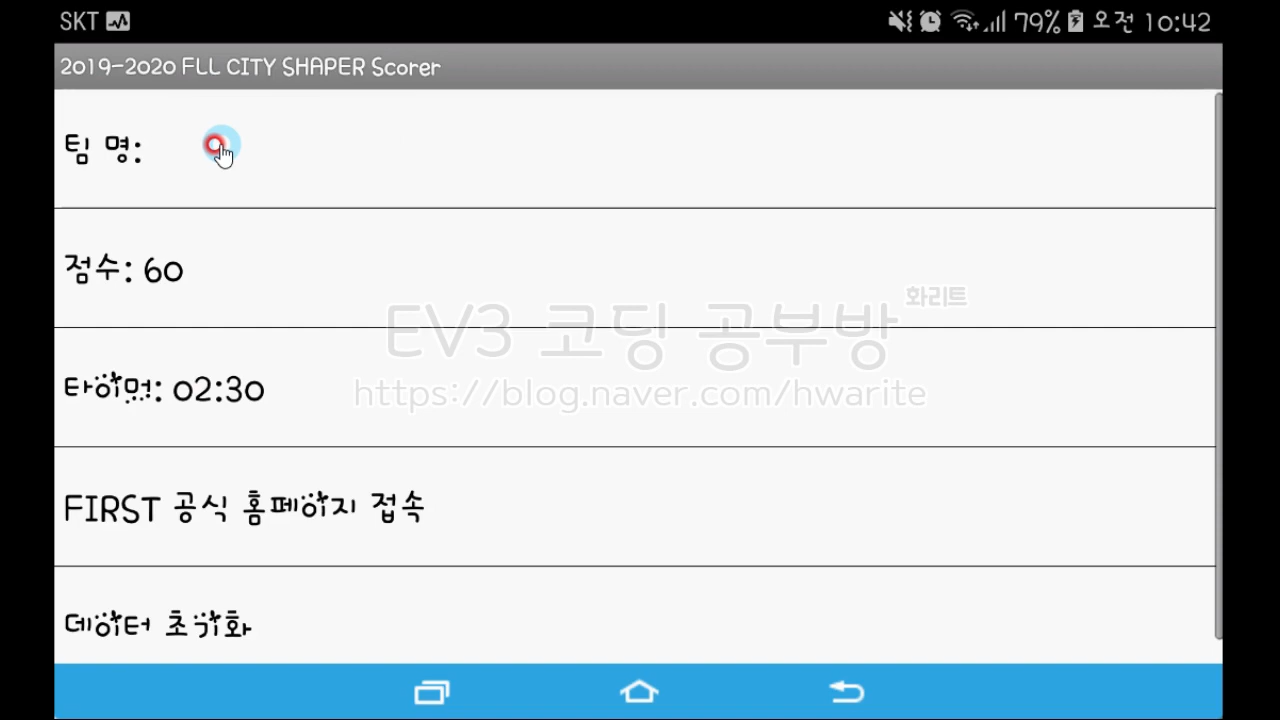 SKT 79% 오전 10:42
2019-2020 FLL CITY SHAPER Scorer
팀 명:
점수: 60
화리트
EV3 코딩 공부방
타이머: 02:30
https://blog.naver.com/hwarite
FIRST 공식 홈페이지 접속
데이터 초기화